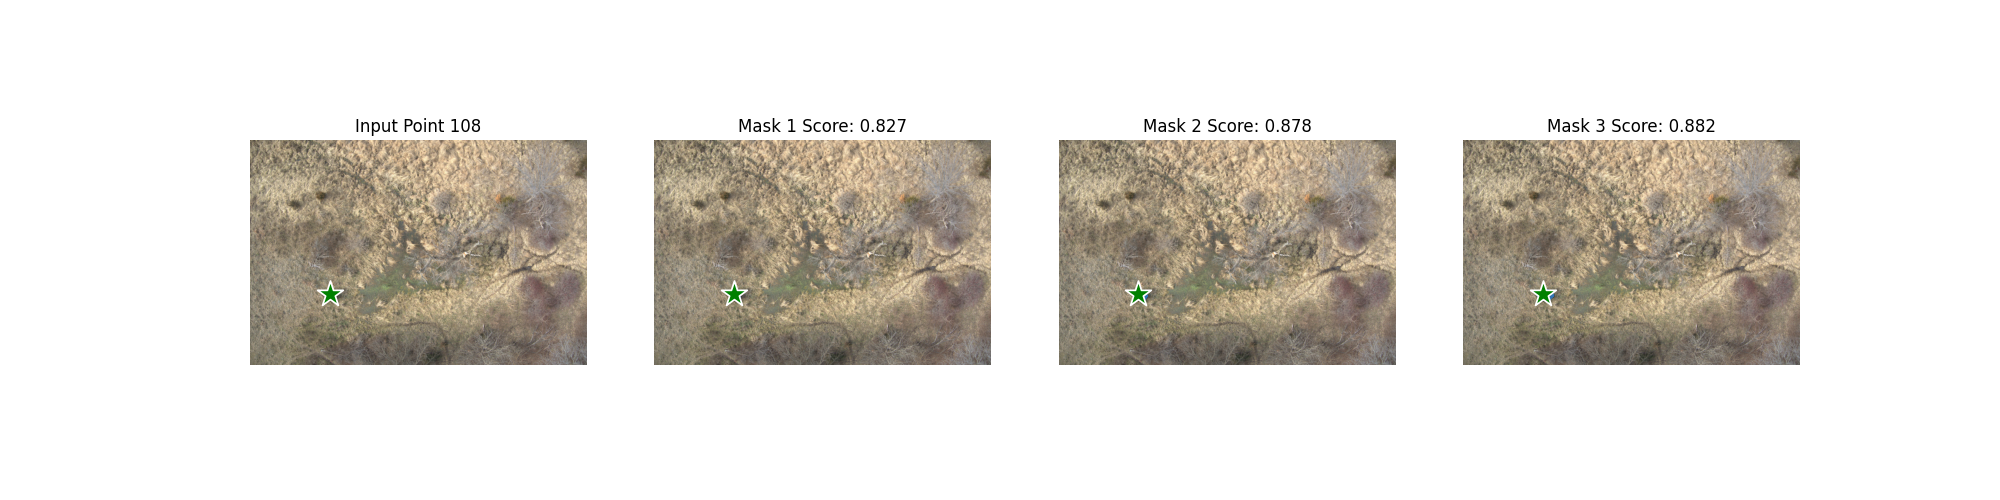 Input Point 108
Mask 1 Score: 0.827
Mask 2 Score: 0.878
Mask 3 Score: 0.882